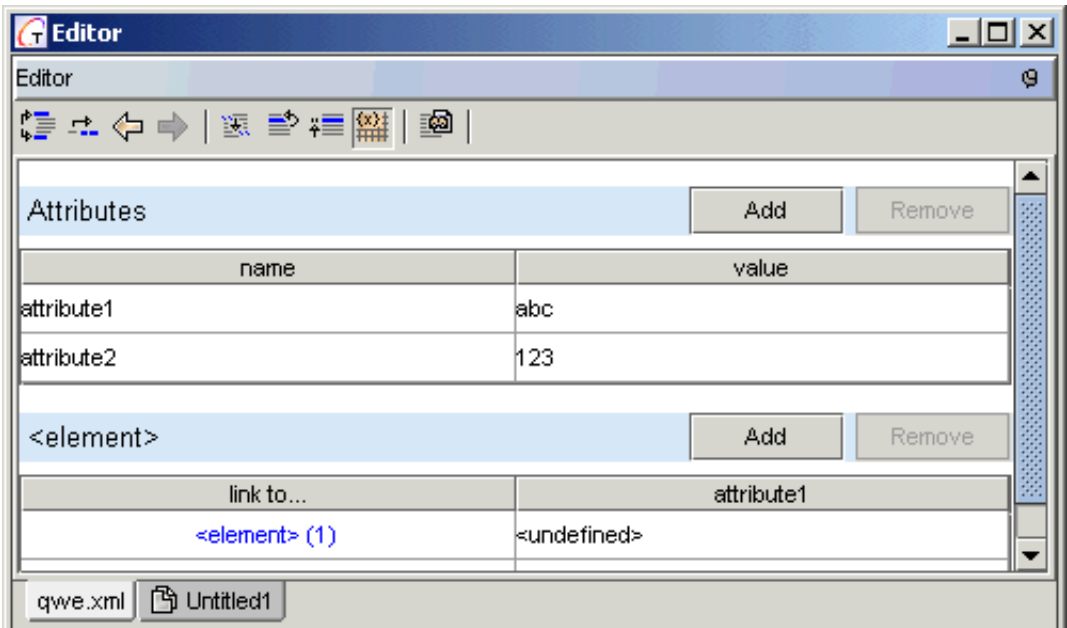 Editor
Editor
Attributes Add Remove
name value
attribute1 abc
attribute2 123
<element> Add Remove
link to... attribute1
<element> (1) <undefined>
qwe.xml Untitled1